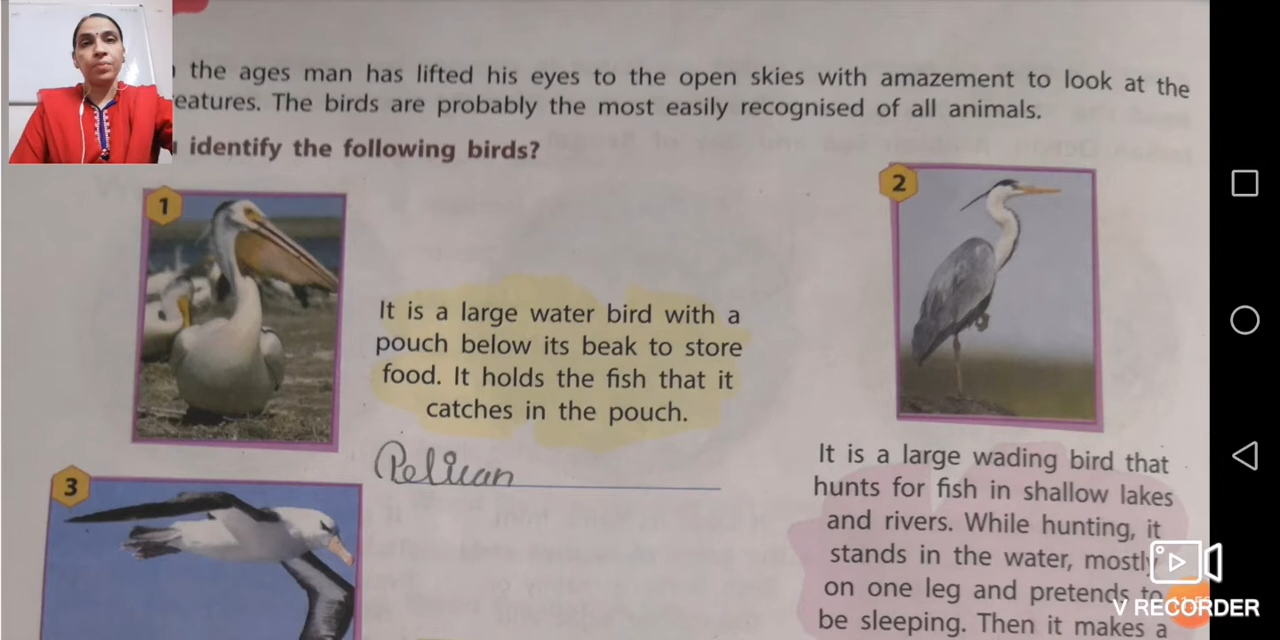 the ages man has lifted his eyes to the open skies with amazement to look at the
eatures. The birds are probably the most easily recognised of all animals.
identify the following birds?
1
It is a large water bird with a
pouch below its beak to store
food. It holds the fish that it
catches in the pouch.
Pelican
2
It is a large wading bird that
hunts for fish in shallow lakes
and rivers. While hunting, it
stands in the water, mostly
on one leg and pretends to
be sleeping. Then it makes a
3
V RECORDER